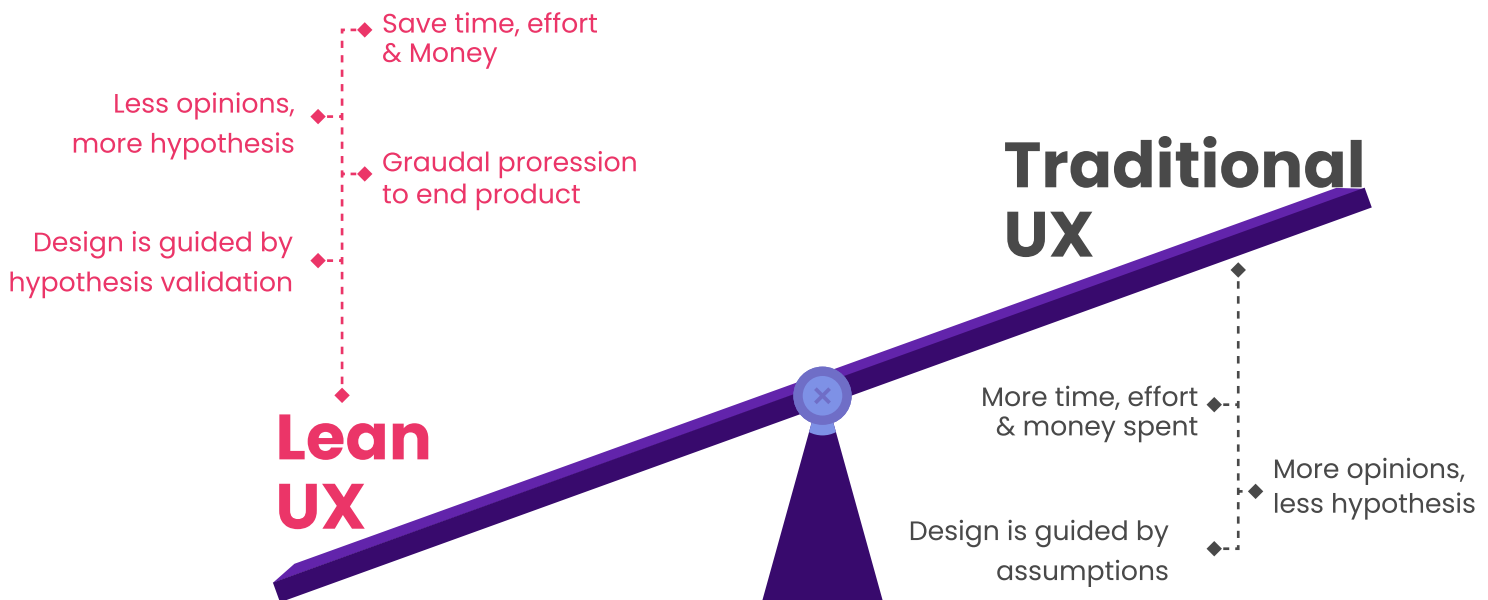 Save time, effort
& Money
Less opinions,
more hypothesis
Graudal proression
to end product
Design is guided by
hypothesis validation
Lean
UX
Traditional
UX
More time, effort
& money spent
More opinions,
less hypothesis
Design is guided by
assumptions